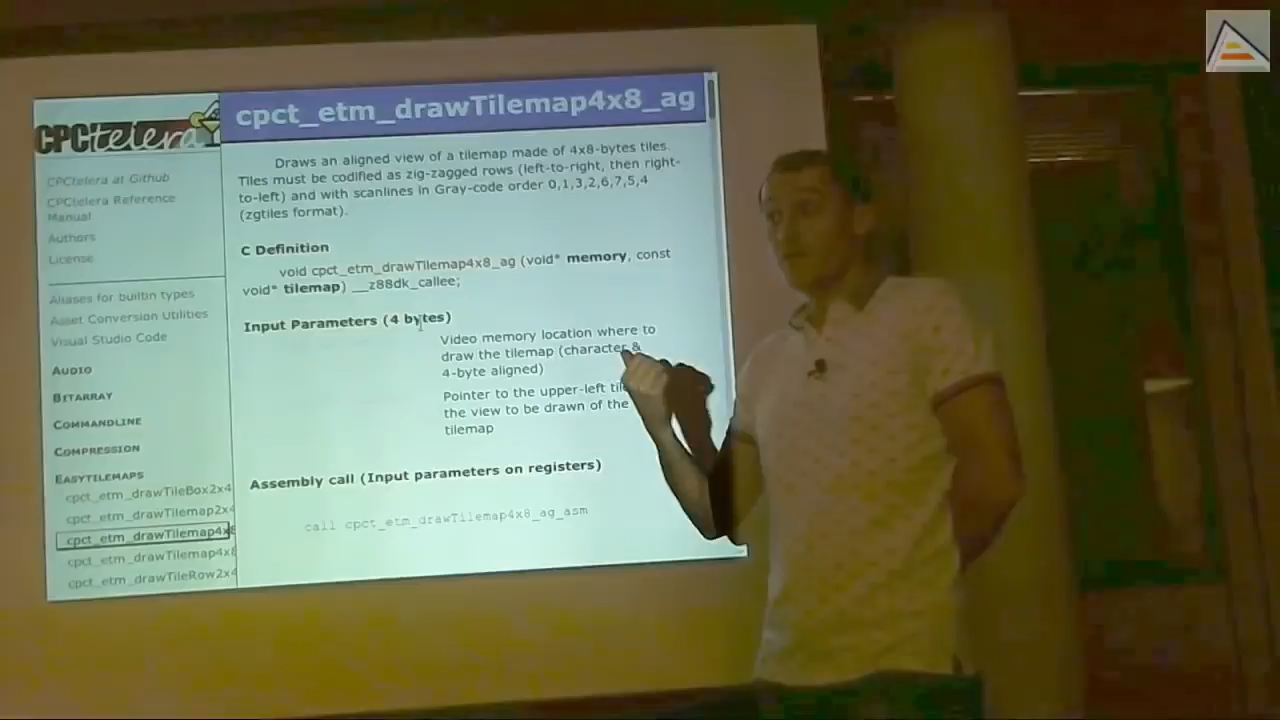 cpct_etm_drawTilemap4x8_ag
CPCtelera
CPCtelera at Github
CPCtelera Reference
Manual
Authors
License
Aliases for builtin types
Asset Conversion Utilities
Visual Studio Code
AUDIO
BITARRAY
COMMANDLINE
COMPRESSION
EASYTILEMAPS
cpct_etm_drawTileBox2x4
cpct_etm_drawTilemap2x4
cpct_etm_drawTilemap4x8
cpct_etm_drawTilemap4x8
cpct_etm_drawTileRow2x4
Draws an aligned view of a tilemap made of 4x8-bytes tiles.
Tiles must be codified as zig-zagged rows (left-to-right, then right-
to-left) and with scanlines in Gray-code order 0,1,3,2,6,7,5,4
(zgtiles format).
C Definition
void cpct_etm_drawTilemap4x8_ag (void* memory, const
void* tilemap) __z88dk_callee;
Input Parameters (4 bytes)
Video memory location where to
draw the tilemap (character &
4-byte aligned)
Pointer to the upper-left
the view to be drawn of the
tilemap
Assembly call (Input parameters on registers)
call cpct_etm_drawTilemap4x8_ag_asm